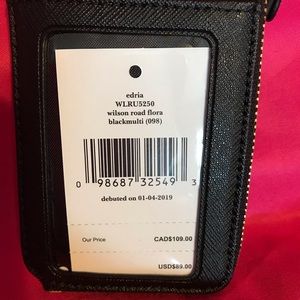 edria
WLRU5250
wilson road flora
blackmulti (098)
0 98687 32549 3
debuted on 01-04-2019
Our Price CAD$109.00
USD$89.00